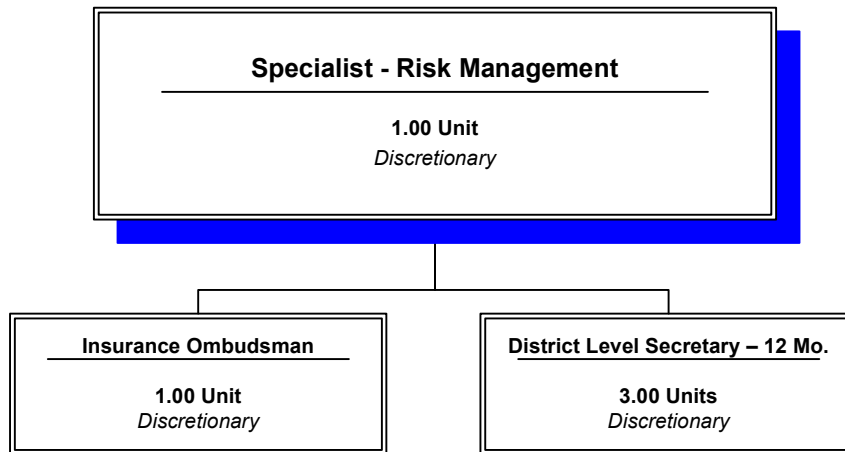 Specialist - Risk Management
1.00 Unit
Discretionary
Insurance Ombudsman
1.00 Unit
Discretionary
District Level Secretary – 12 Mo.
3.00 Units
Discretionary